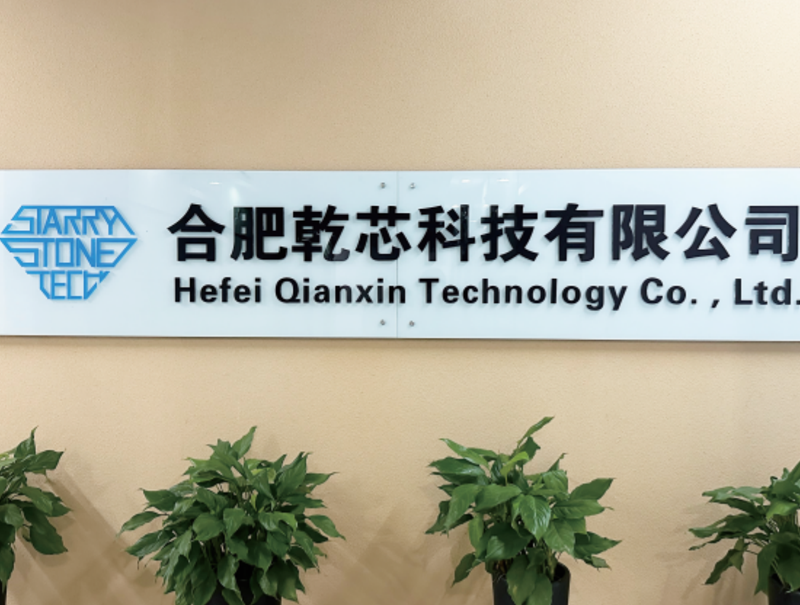 STARRY
STONE
TECH
合肥乾芯科技有限公司
Hefei Qianxin Technology Co. , Ltd.